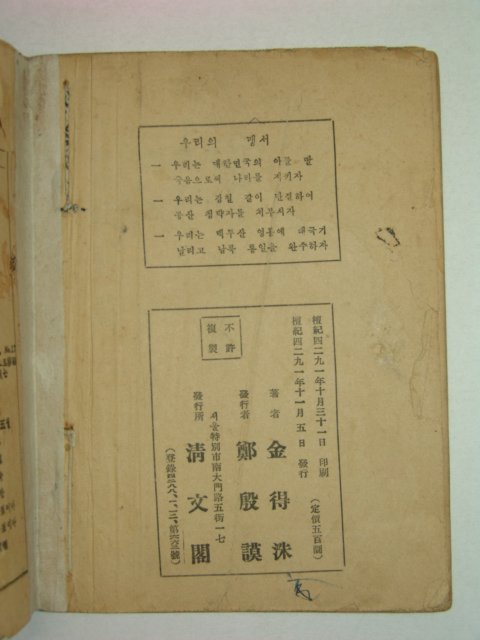 우리의 맹서
一 우리는 대한민국의 아들 딸
죽음으로써 나라를 지키자
一 우리는 강철 같이 단결하여
공산 침략자를 처부시자
一 우리는 백두산 영봉에 태극기
날리고 남북 통일을 완수하자
檀紀四二九一年十月三十一日 印刷
檀紀四二九一年十一月五日 發行
(定價五百圜)
著者 金得洙
發行者 鄭殷謨
서울特別市南大門路五街一七
發行所 淸文閣
不許
複製